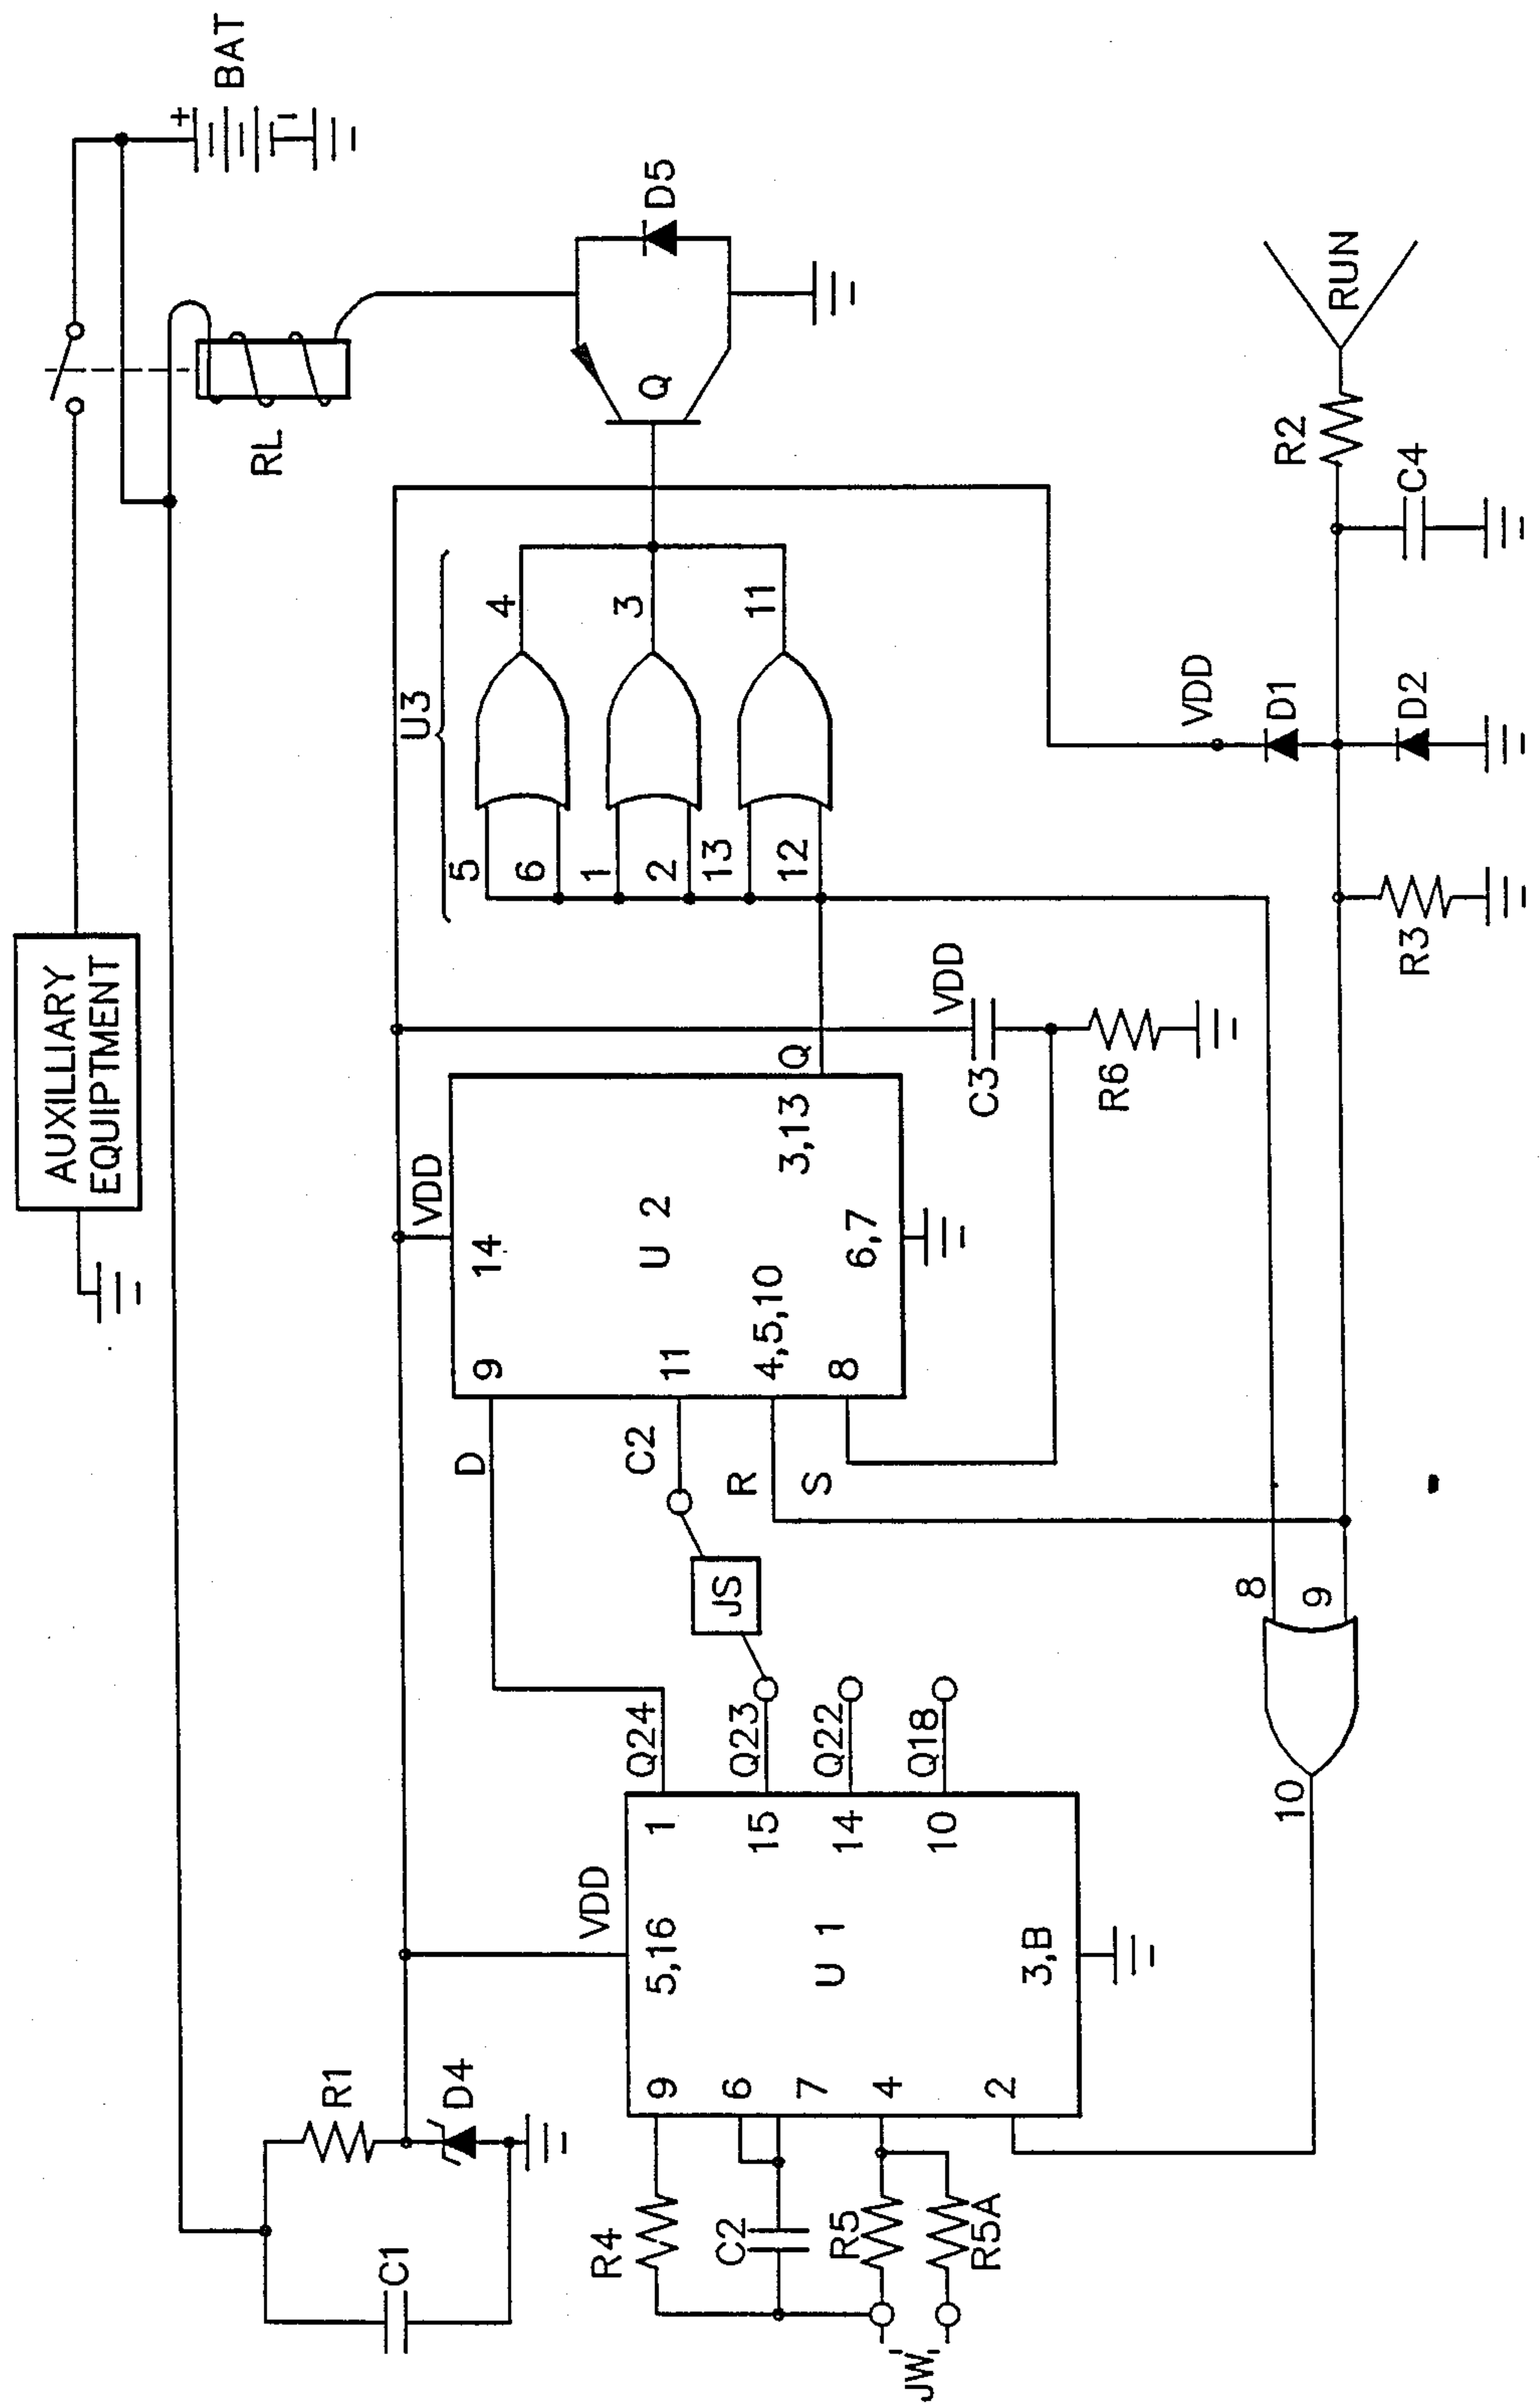 AUXILLIARY
EQUIPTMENT
BAT
+
-
RL
R1
D4
C1
VDD
5,16
U 1
3,B
9
6
7
4
2
1
15
14
10
Q24
Q23
Q22
Q18
R4
C2
R5
R5A
JW
JS
D
C2
R
S
VDD
14
9
11
4,5,10
8
U 2
6,7
3,13
Q
VDD
C3
R6
U3
5
6
1
2
13
12
4
3
11
Q
D5
VDD
D1
D2
R3
C4
R2
RUN
8
9
10